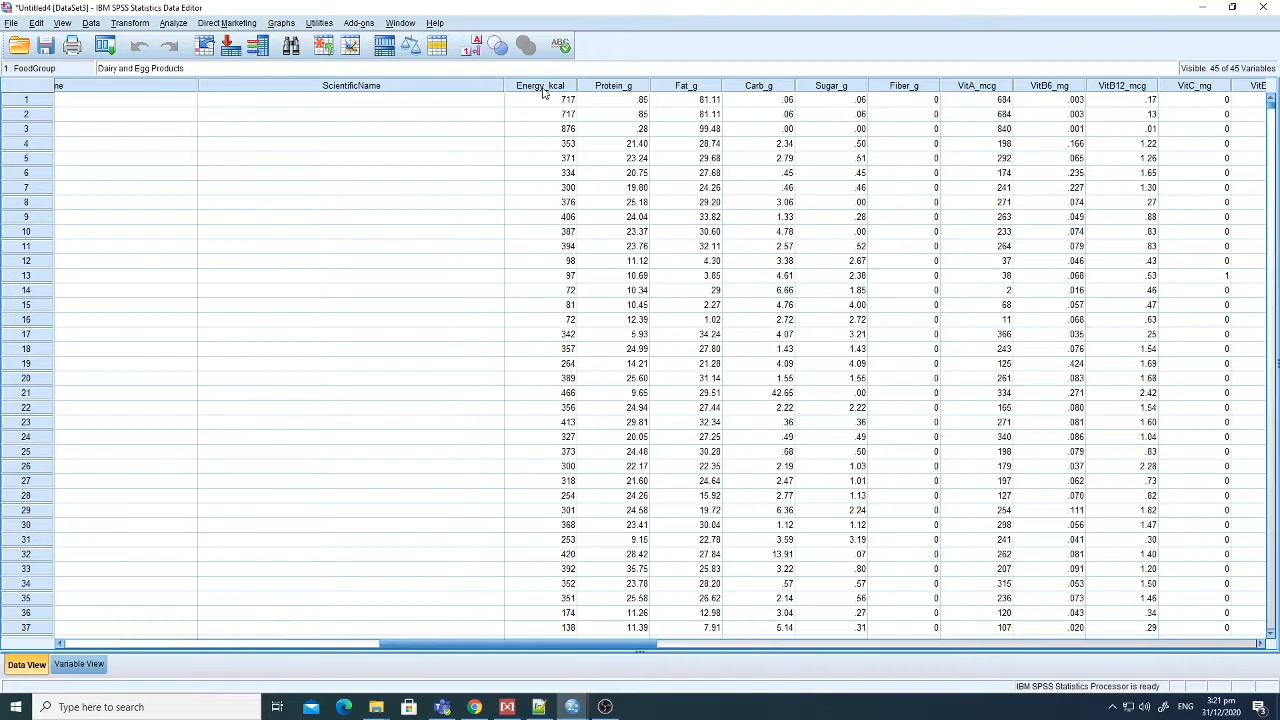 *Untitled4 [DataSet3] - IBM SPSS Statistics Data Editor
File Edit View Data Transform Analyze Direct Marketing Graphs Utilities Add-ons Window Help
1 : FoodGroup Dairy and Egg Products Visible: 45 of 45 Variables
ne ScientificName Energy_kcal Protein_g Fat_g Carb_g Sugar_g Fiber_g VitA_mcg VitB6_mcg VitB12_mcg VitC_mg VitE
1 717 .85 81.11 .06 .06 0 684 .003 .17 0
2 717 .85 81.11 .06 06 0 684 .003 13 0
3 876 .28 99.48 .00 .00 0 840 .001 .01 0
4 353 21.40 28.74 2.34 .50 0 198 .166 1.22 0
5 371 23.24 29.68 2.79 51 0 292 .065 1.26 0
6 334 20.75 27.68 .45 .45 0 174 .235 1.65 0
7 300 19.80 24.26 .46 .46 0 241 .227 1.30 0
8 376 25.18 29.20 3.06 .00 0 271 .074 .27 0
9 406 24.04 33.82 1.33 .28 0 263 .049 .88 0
10 387 23.37 30.60 4.78 .00 0 233 .074 .83 0
11 394 23.76 32.11 2.57 52 0 264 .079 .83 0
12 98 11.12 4.30 3.38 2.67 0 37 .046 .43 0
13 97 10.69 3.85 4.61 2.38 0 38 .068 .53 1
14 72 10.34 .29 6.66 1.85 0 2 .016 .46 0
15 81 10.45 2.27 4.76 4.00 0 68 .057 .47 0
16 72 12.39 1.02 2.72 2.72 0 11 .068 .63 0
17 342 5.93 34.24 4.07 3.21 0 366 .035 .25 0
18 357 24.99 27.80 1.43 1.43 0 243 .076 1.54 0
19 264 14.21 21.28 4.09 4.09 0 125 .424 1.69 0
20 389 25.60 31.14 1.55 1.55 0 261 .083 1.68 0
21 466 9.65 29.51 42.65 .00 0 334 .271 2.42 0
22 356 24.94 27.44 2.22 2.22 0 165 .080 1.54 0
23 413 29.81 32.34 .36 .36 0 271 .081 1.60 0
24 327 20.05 27.25 .49 .49 0 340 .086 1.04 0
25 373 24.48 30.28 .68 .50 0 198 .079 .83 0
26 300 22.17 22.35 2.19 1.03 0 179 .037 2.28 0
27 318 21.60 24.64 2.47 1.01 0 197 .062 .73 0
28 254 24.26 15.92 2.77 1.13 0 127 .070 .82 0
29 301 24.58 19.72 6.36 2.24 0 254 .111 1.82 0
30 368 23.41 30.04 1.12 1.12 0 298 .056 1.47 0
31 253 9.15 22.78 3.59 3.19 0 241 .041 .30 0
32 420 28.42 27.84 13.91 .07 0 262 .081 1.40 0
33 392 35.75 25.83 3.22 .80 0 207 .091 1.20 0
34 352 23.78 28.20 .57 .57 0 315 .053 1.50 0
35 351 25.58 26.62 2.14 56 0 236 .073 1.46 0
36 174 11.26 12.98 3.04 .27 0 120 .043 .34 0
37 138 11.39 7.91 5.14 .31 0 107 .020 .29 0
Data View Variable View
IBM SPSS Statistics Processor is ready
Type here to search ENG 3:21 pm
31/12/2020